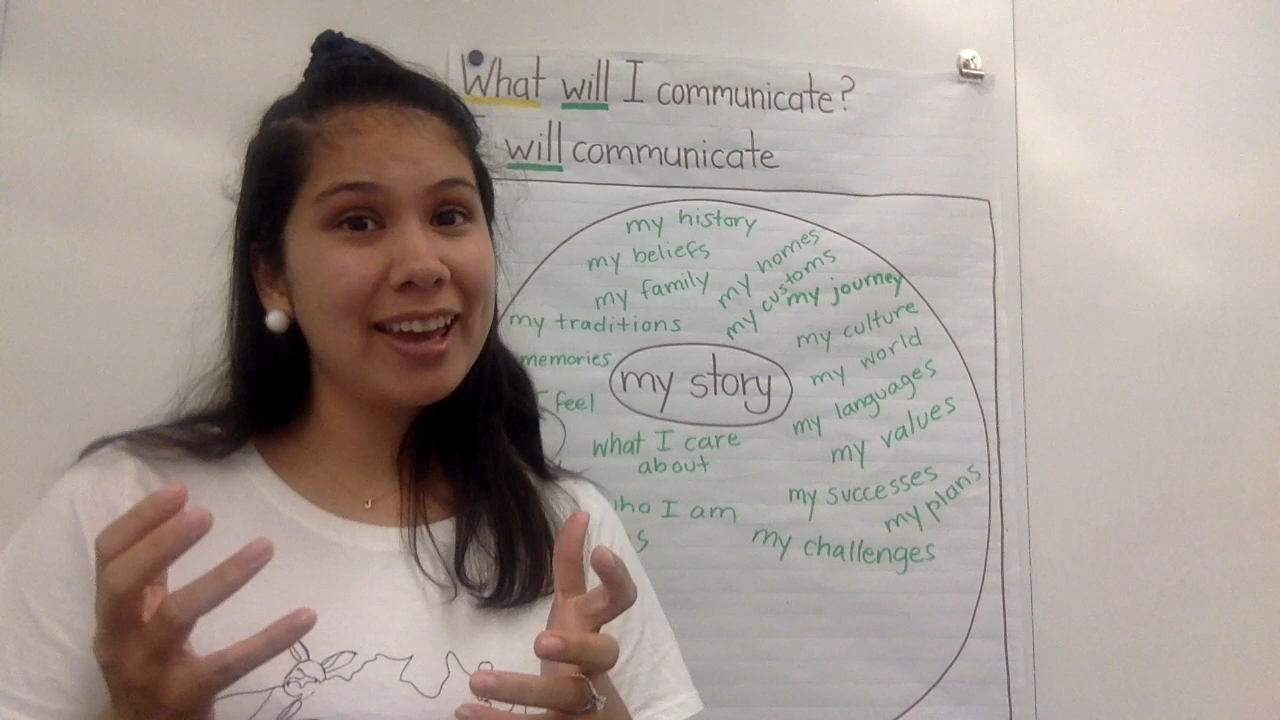 What will I communicate?
will communicate
my history
my beliefs
my homes
my family
my customs
my journey
my traditions
my culture
memories
my world
my story
feel
my languages
what I care
about
my values
my successes
I am
my plans
my challenges
J